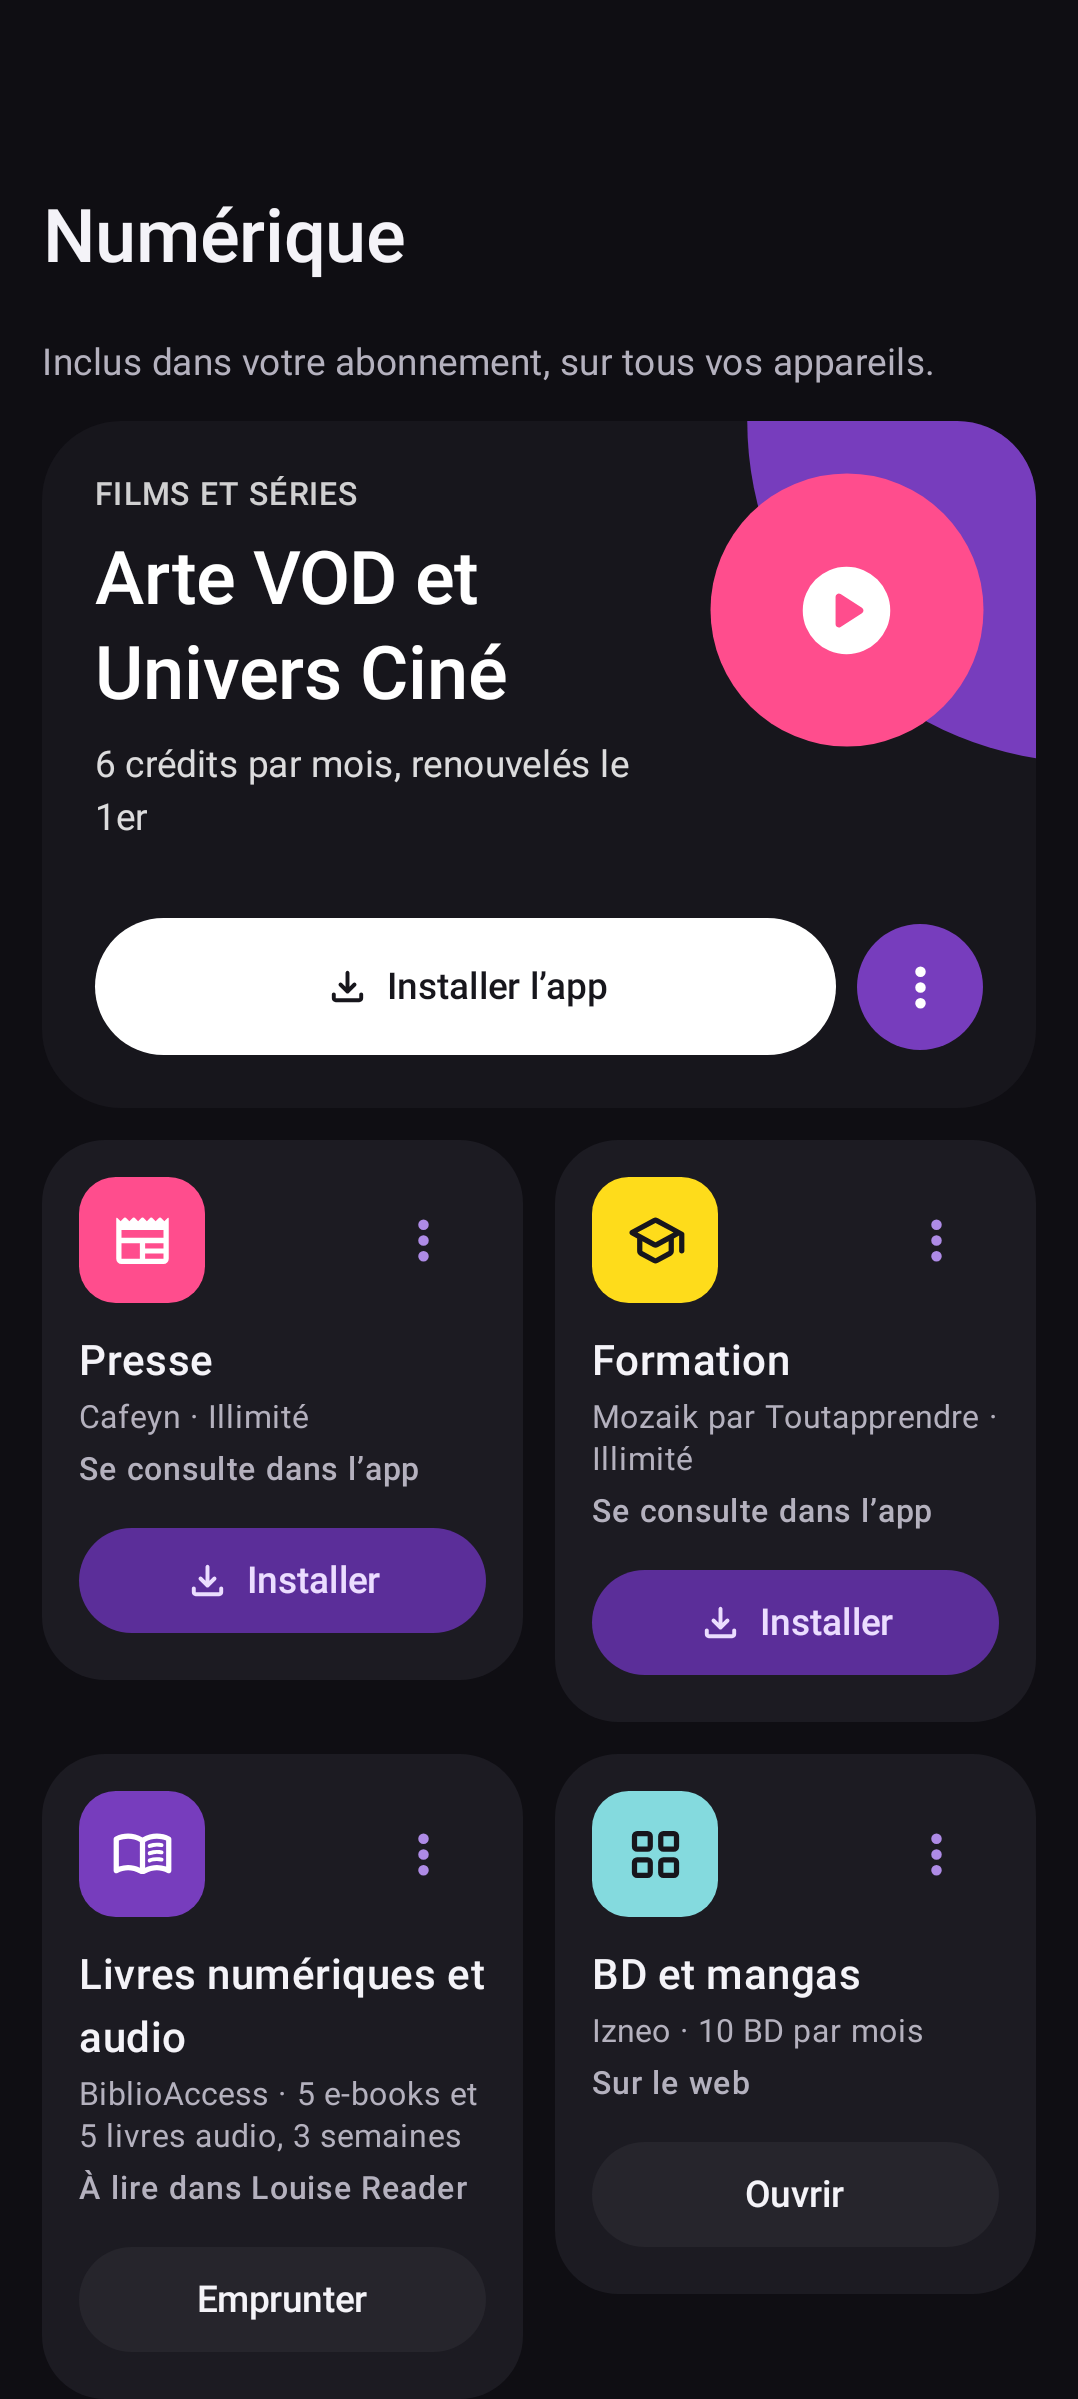 Numérique
Inclus dans votre abonnement, sur tous vos appareils.
FILMS ET SÉRIES
Arte VOD et
Univers Ciné
6 crédits par mois, renouvelés le
1er
Installer l’app
Presse
Cafeyn · Illimité
Se consulte dans l’app
Installer
Formation
Mozaik par Toutapprendre ·
Illimité
Se consulte dans l’app
Installer
Livres numériques et
audio
BiblioAccess · 5 e-books et
5 livres audio, 3 semaines
À lire dans Louise Reader
Emprunter
BD et mangas
Izneo · 10 BD par mois
Sur le web
Ouvrir